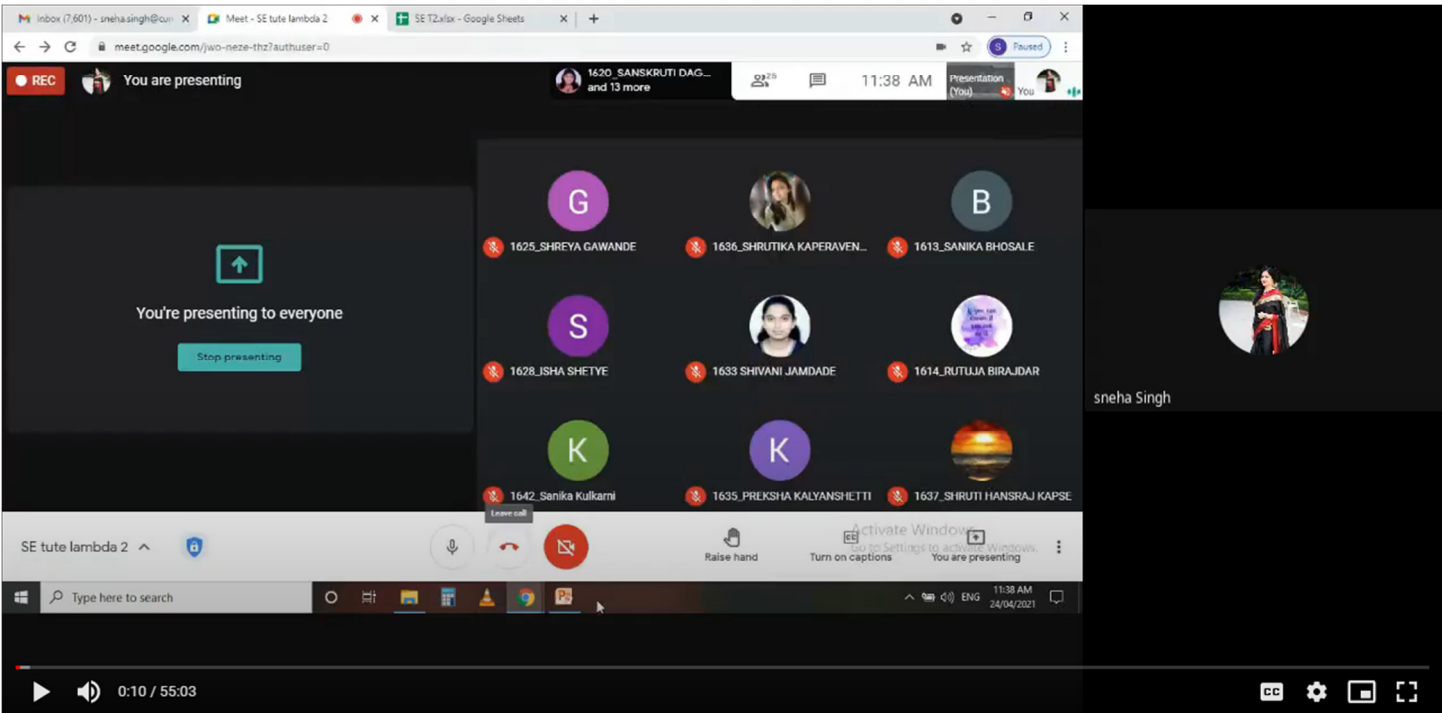 Inbox (7,601) - sneha.singh@cun
Meet - SE tute lambda 2
SE T2.xlsx - Google Sheets
meet.google.com/jwo-neze-thz?authuser=0
S
Paused
REC
You are presenting
1620_SANSKRUTI DAG...
and 13 more
26
11:38 AM
Presentation
(You)
You
G
B
1625_SHREYA GAWANDE
1636_SHRUTIKA KAPERAVEN...
1613_SANIKA BHOSALE
You're presenting to everyone
Stop presenting
S
1628_ISHA SHETYE
1633 SHIVANI JAMDADE
1614_RUTUJA BIRAJDAR
sneha Singh
K
K
1642_Sanika Kulkarni
1635_PREKSHA KALYANSHETTI
1637_SHRUTI HANSRAJ KAPSE
Leave call
SE tute lambda 2
Raise hand
Turn on captions
You are presenting
Activate Windows
Go to Settings to activate Windows.
Type here to search
ENG
11:38 AM
24/04/2021
0:10 / 55:03
CC